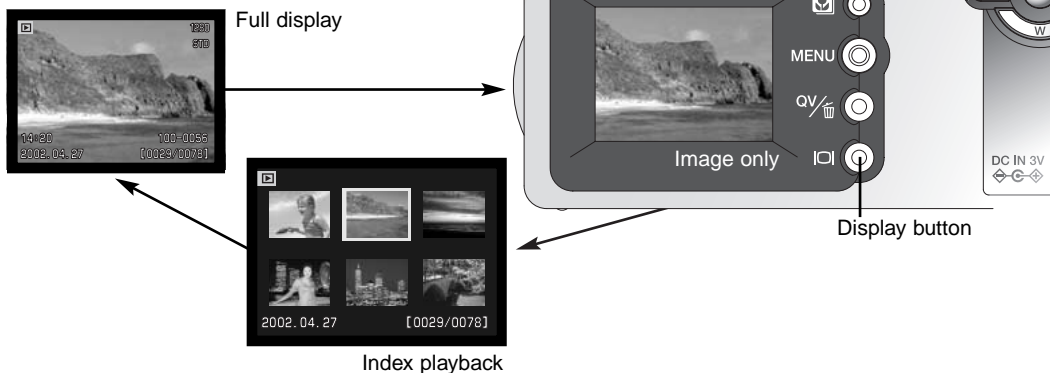 Full display
1280
STD
14:20
100-0056
2002.04.27
[0029/0078]
MENU
QV/
Image only
W
DC IN 3V
Display button
2002.04.27
[0029/0078]
Index playback